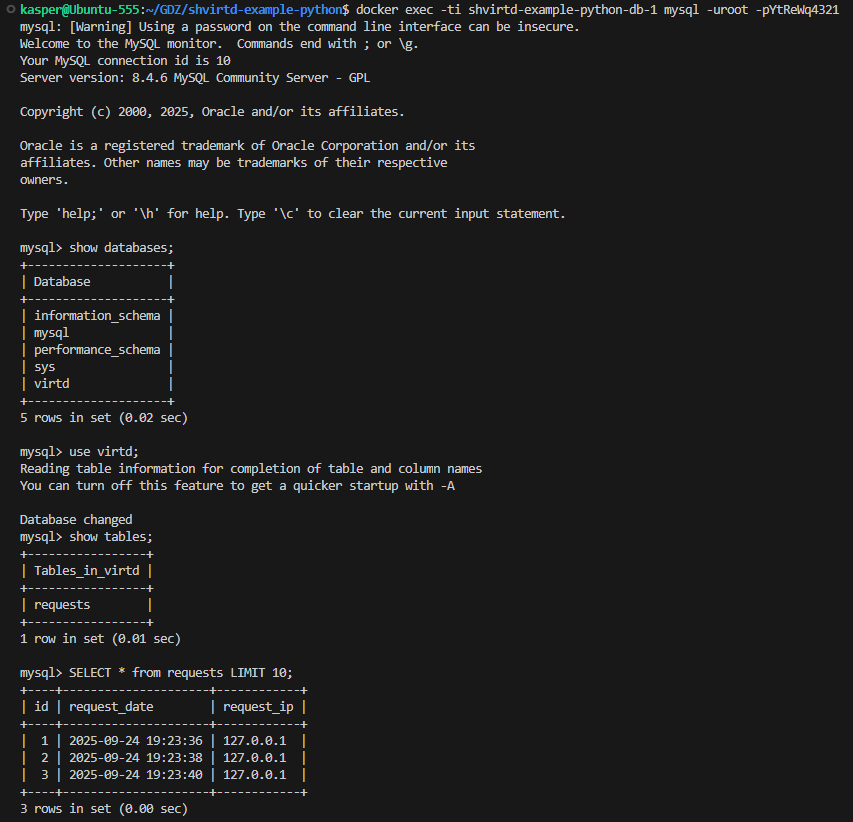 kasper@Ubuntu-555:~/GDZ/shvirtd-example-python$ docker exec -ti shvirtd-example-python-db-1 mysql -uroot -pYtReWq4321
mysql: [Warning] Using a password on the command line interface can be insecure.
Welcome to the MySQL monitor.  Commands end with ; or \g.
Your MySQL connection id is 10
Server version: 8.4.6 MySQL Community Server - GPL

Copyright (c) 2000, 2025, Oracle and/or its affiliates.

Oracle is a registered trademark of Oracle Corporation and/or its
affiliates. Other names may be trademarks of their respective
owners.

Type 'help;' or '\h' for help. Type '\c' to clear the current input statement.

mysql> show databases;
+--------------------+
| Database           |
+--------------------+
| information_schema |
| mysql              |
| performance_schema |
| sys                |
| virtd              |
+--------------------+
5 rows in set (0.02 sec)

mysql> use virtd;
Reading table information for completion of table and column names
You can turn off this feature to get a quicker startup with -A

Database changed
mysql> show tables;
+-----------------+
| Tables_in_virtd |
+-----------------+
| requests        |
+-----------------+
1 row in set (0.01 sec)

mysql> SELECT * from requests LIMIT 10;
+----+---------------------+------------+
| id | request_date        | request_ip |
+----+---------------------+------------+
|  1 | 2025-09-24 19:23:36 | 127.0.0.1  |
|  2 | 2025-09-24 19:23:38 | 127.0.0.1  |
|  3 | 2025-09-24 19:23:40 | 127.0.0.1  |
+----+---------------------+------------+
3 rows in set (0.00 sec)